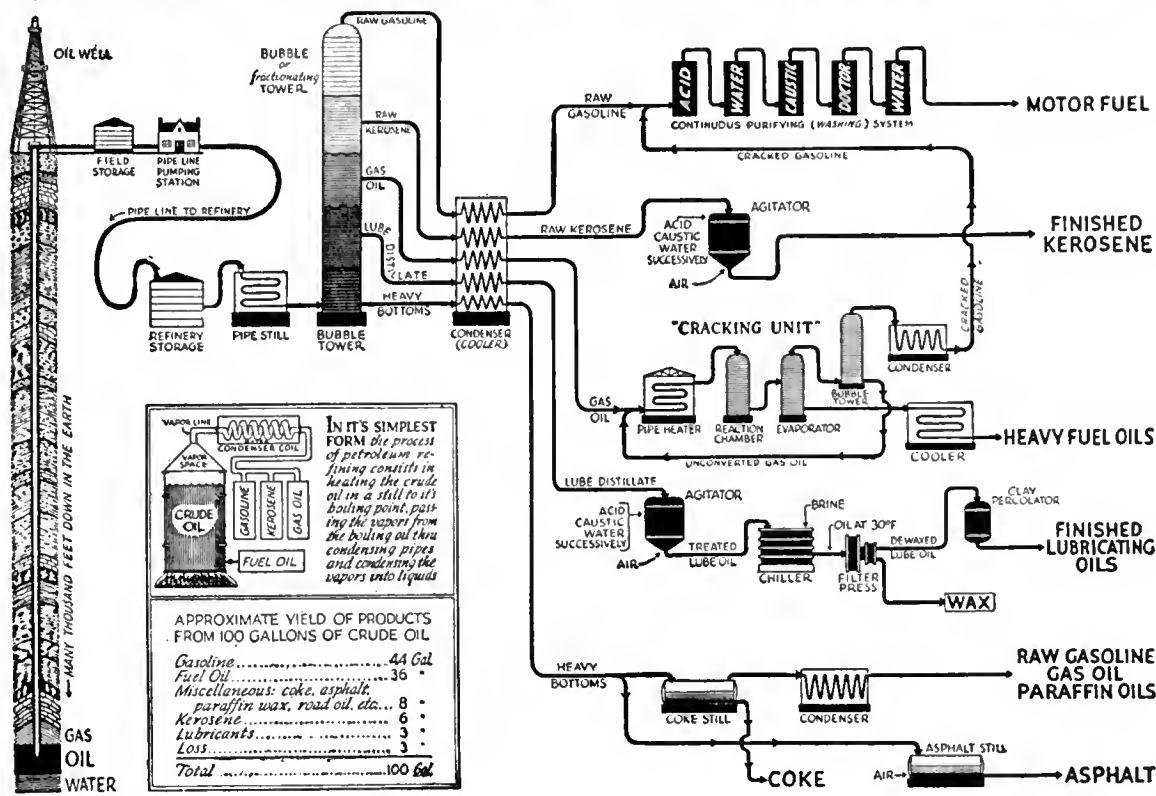 OIL WELL
FIELD
STORAGE
PIPE LINE
PUMPING
STATION
PIPE LINE TO REFINERY
REFINERY
STORAGE
PIPE STILL
RAW GASOLINE
BUBBLE
or
fractionating
TOWER
RAW
KEROSENE
GAS
OIL
LUBE DISTILLATE
HEAVY
BOTTOMS
BUBBLE
TOWER
CONDENSER
(COOLER)
RAW
GASOLINE
ACID
WATER
CAUSTIC
DOCTOR
WATER
CONTINUOUS PURIFYING (WASHING) SYSTEM
MOTOR FUEL
CRACKED GASOLINE
RAW KEROSENE
AGITATOR
ACID
CAUSTIC
WATER
SUCCESSIVELY
AIR
FINISHED
KEROSENE
CRACKED
GASOLINE
"CRACKING UNIT"
CONDENSER
GAS
OIL
PIPE HEATER
REACTION
CHAMBER
EVAPORATOR
BUBBLE
TOWER
COOLER
HEAVY FUEL OILS
UNCONVERTED GAS OIL
LUBE DISTILLATE
AGITATOR
ACID
CAUSTIC
WATER
SUCCESSIVELY
AIR
TREATED
LUBE OIL
BRINE
CHILLER
OIL AT 30°F
FILTER
PRESS
DEWAXED
LUBE OIL
CLAY
PERCOLATOR
FINISHED
LUBRICATING
OILS
WAX
HEAVY
BOTTOMS
COKE STILL
CONDENSER
RAW GASOLINE
GAS OIL
PARAFFIN OILS
COKE
AIR
ASPHALT STILL
ASPHALT
MANY THOUSAND FEET DOWN IN THE EARTH
GAS
OIL
WATER
VAPOR LINE
CONDENSER COIL
VAPOR
SPACE
CRUDE
OIL
GASOLINE
KEROSENE
GAS OIL
FUEL OIL
IN IT'S SIMPLEST
FORM the process
of petroleum re-
fining consists in
heating the crude
oil in a still to it's
boiling point, pass
ing the vapors from
the boiling oil thru
condensing pipes
and condensing the
vapors into liquids
APPROXIMATE YIELD OF PRODUCTS
FROM 100 GALLONS OF CRUDE OIL
Gasoline 44 Gal.
Fuel Oil 36 "
Miscellaneous: coke, asphalt,
paraffin wax, road oil, etc. 8 "
Kerosene 6 "
Lubricants 3 "
Loss 3 "
Total 100 Gal.